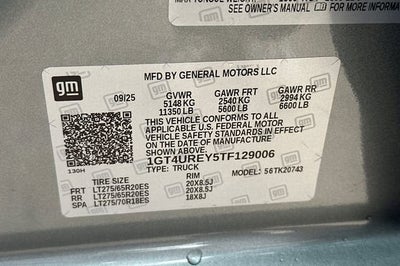 SEE OWNER'S MANUAL
gm
MFD BY GENERAL MOTORS LLC
09/25 GVWR GAWR FRT GAWR RR
5148 KG 2540 KG 2994 KG
11350 LB 5600 LB 6600 LB
THIS VEHICLE CONFORMS TO ALL
APPLICABLE U.S. FEDERAL MOTOR
VEHICLE SAFETY STANDARDS IN EFFECT
ON THE DATE OF MANUFACTURE
SHOWN ABOVE.
1GT4UREY5TF129006
130H TYPE: TRUCK MODEL: 56TK20743
TIRE SIZE RIM
FRT LT275/65R20ES 20X8.5J
RR LT275/65R20ES 20X8.5J
SPA LT275/70R18ES 18X8J